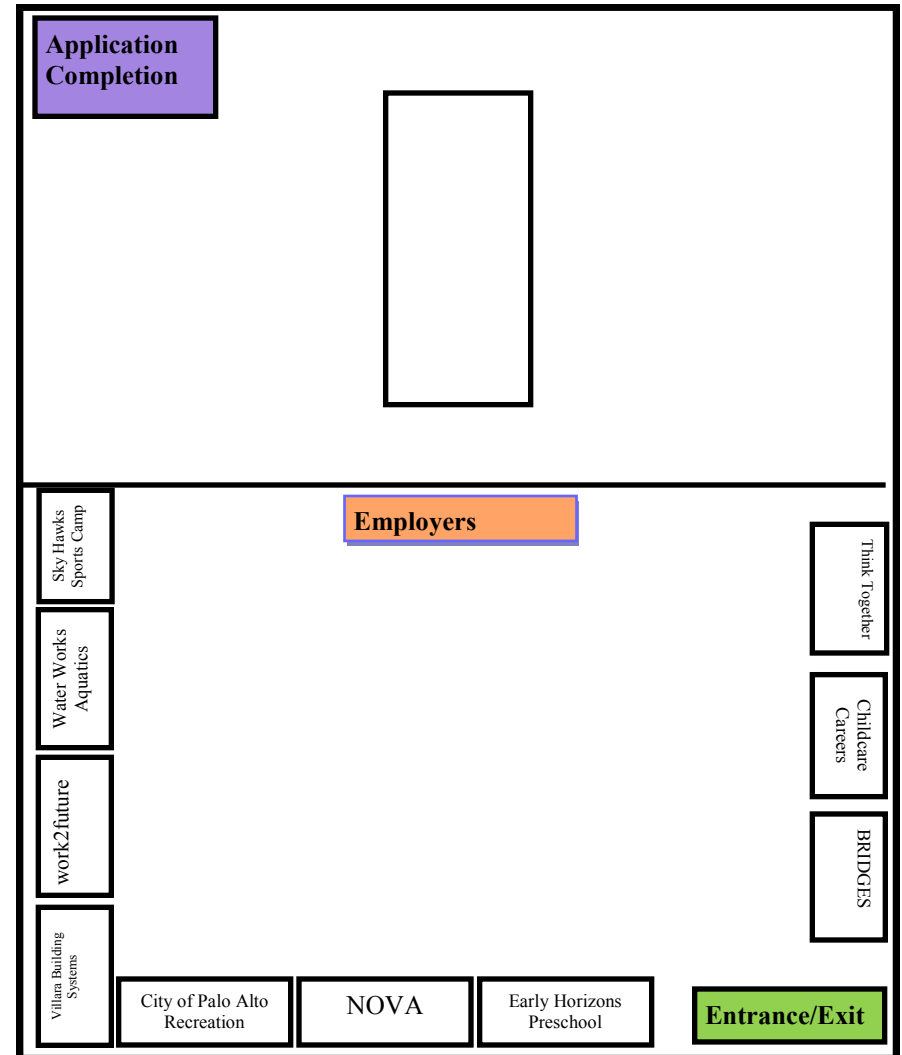 Application
Completion
Employers
Sky Hawks
Sports Camp
Water Works
Aquatics
work2future
Villara Building
Systems
City of Palo Alto
Recreation
NOVA
Early Horizons
Preschool
Think Together
Childcare
Careers
BRIDGES
Entrance/Exit